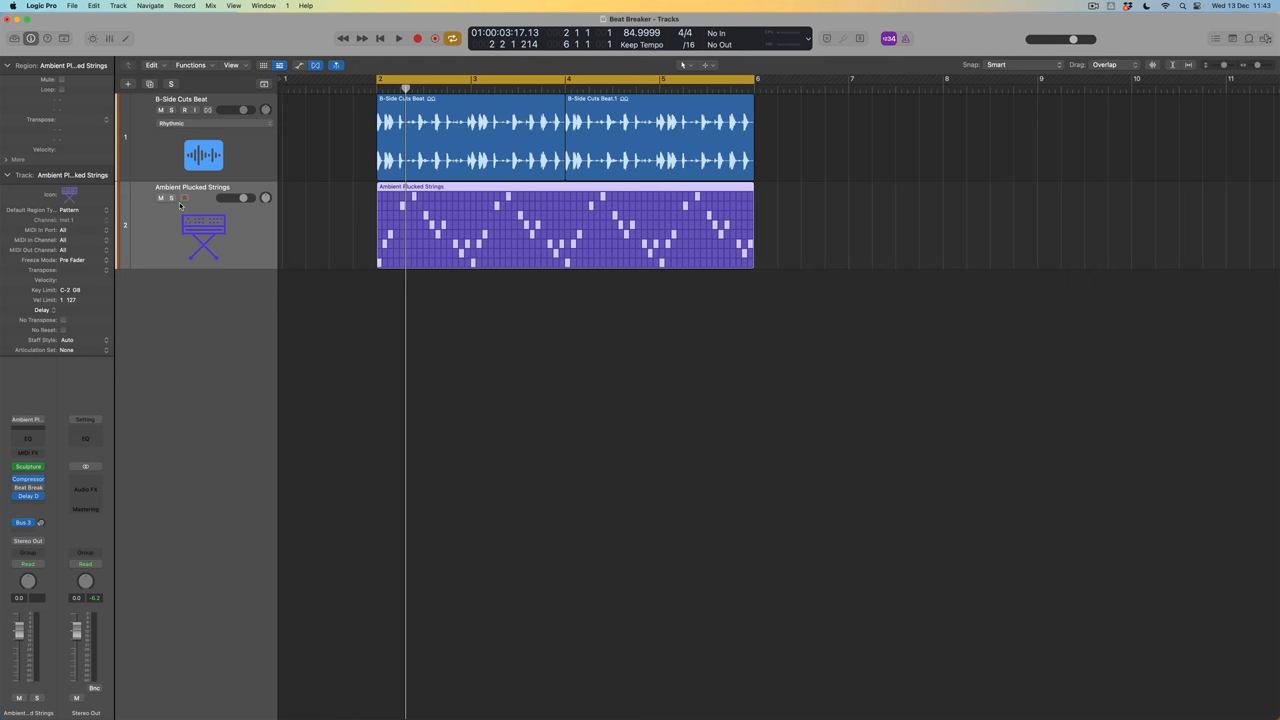 Logic Pro File Edit Track Navigate Record Mix View Window 1 Help Wed 13 Dec 11:43
Beat Breaker - Tracks
01:00:03:17.13 2 1 1 1 84.9999 4/4 No In
2 2 1 214 6 1 1 1 Keep Tempo /16 No Out
1234
Region: Ambient Pl...ed Strings
Edit Functions View Snap: Smart Drag: Overlap
Mute:
Loop:
Transpose:
Velocity:
More
Track: Ambient Pl...ked Strings
Icon:
Default Region Ty... Pattern
Channel: Inst 1
MIDI In Port: All
MIDI In Channel: All
MIDI Out Channel: All
Freeze Mode: Pre Fader
Transpose:
Velocity:
Key Limit: C-2 G8
Vel Limit: 1 127
Delay
No Transpose:
No Reset:
Staff Style: Auto
Articulation Set: None
S
1 2 3 4 5 6 7 8 9 10 11
1
B-Side Cuts Beat
M S R I
Rhythmic
B-Side Cuts Beat B-Side Cuts Beat.1
2
Ambient Plucked Strings
M S R
Ambient Plucked Strings
Ambient Pl... Setting
EQ EQ
MIDI FX
Sculpture
Compressor
Beat Break Audio FX
Delay D
Mastering
Bus 3
Stereo Out
Group Group
Read Read
0.0 0.0 -6.2
Bnc
M S M
Ambient...d Strings Stereo Out